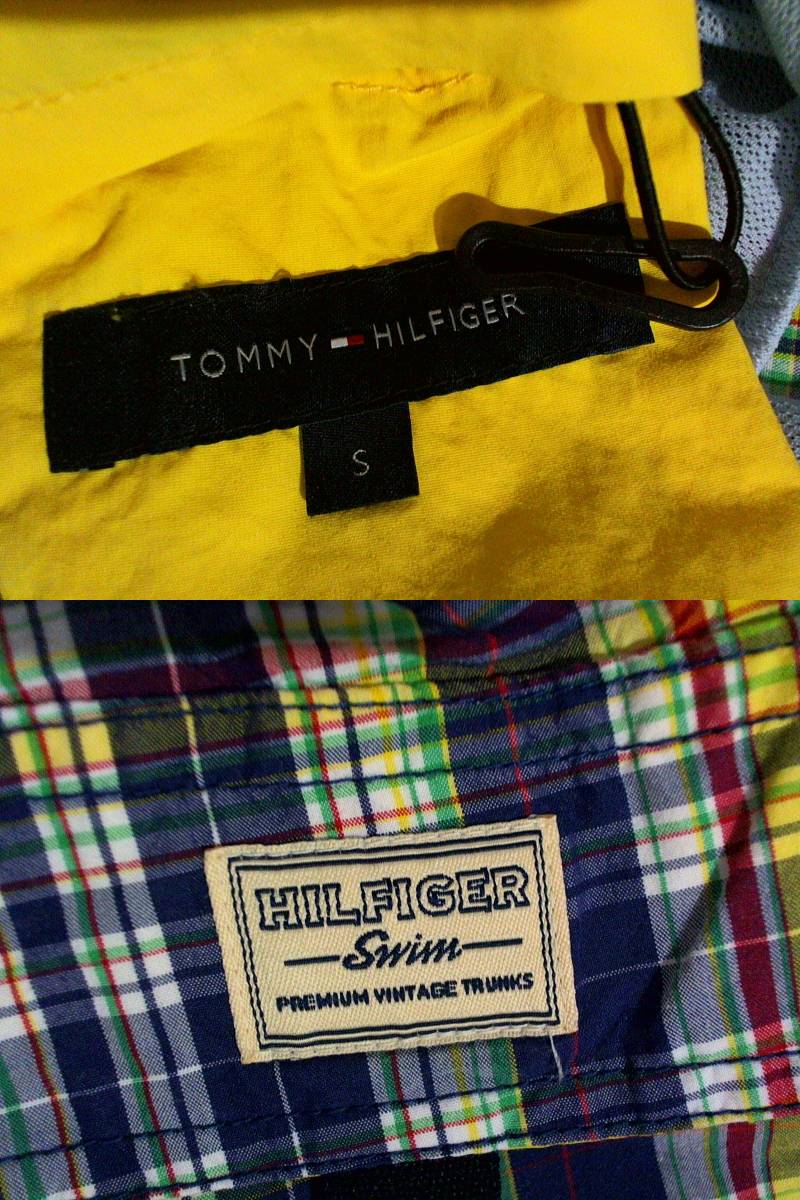 TOMMY HILFIGER
S
HILFIGER
Swim
PREMIUM VINTAGE TRUNKS